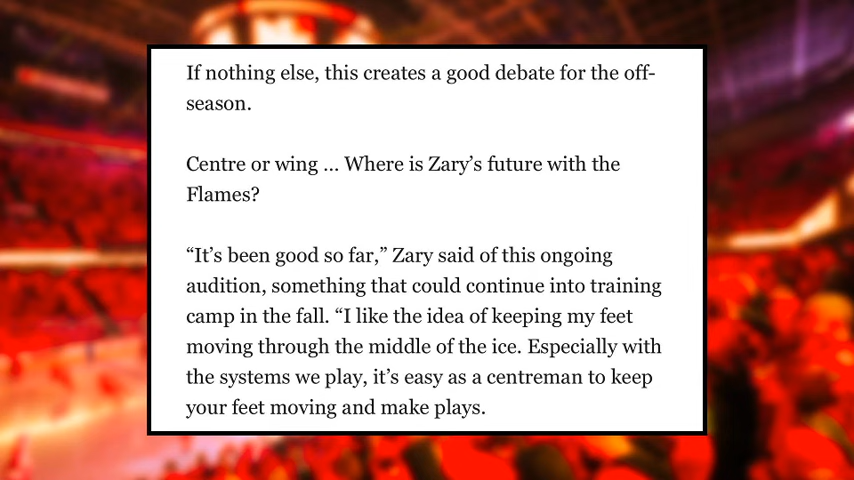 If nothing else, this creates a good debate for the off-
season.
Centre or wing … Where is Zary’s future with the
Flames?
“It’s been good so far,” Zary said of this ongoing
audition, something that could continue into training
camp in the fall. “I like the idea of keeping my feet
moving through the middle of the ice. Especially with
the systems we play, it’s easy as a centreman to keep
your feet moving and make plays.